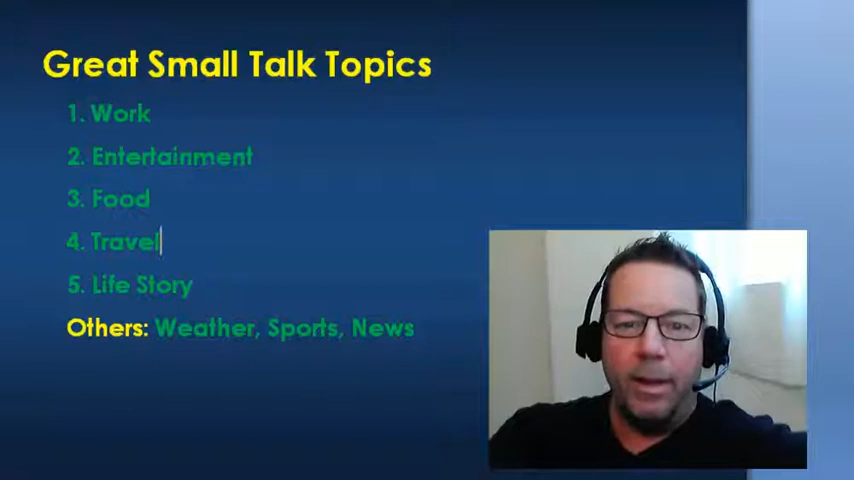 Great Small Talk Topics
1. Work
2. Entertainment
3. Food
4. Travel
5. Life Story
Others: Weather, Sports, News